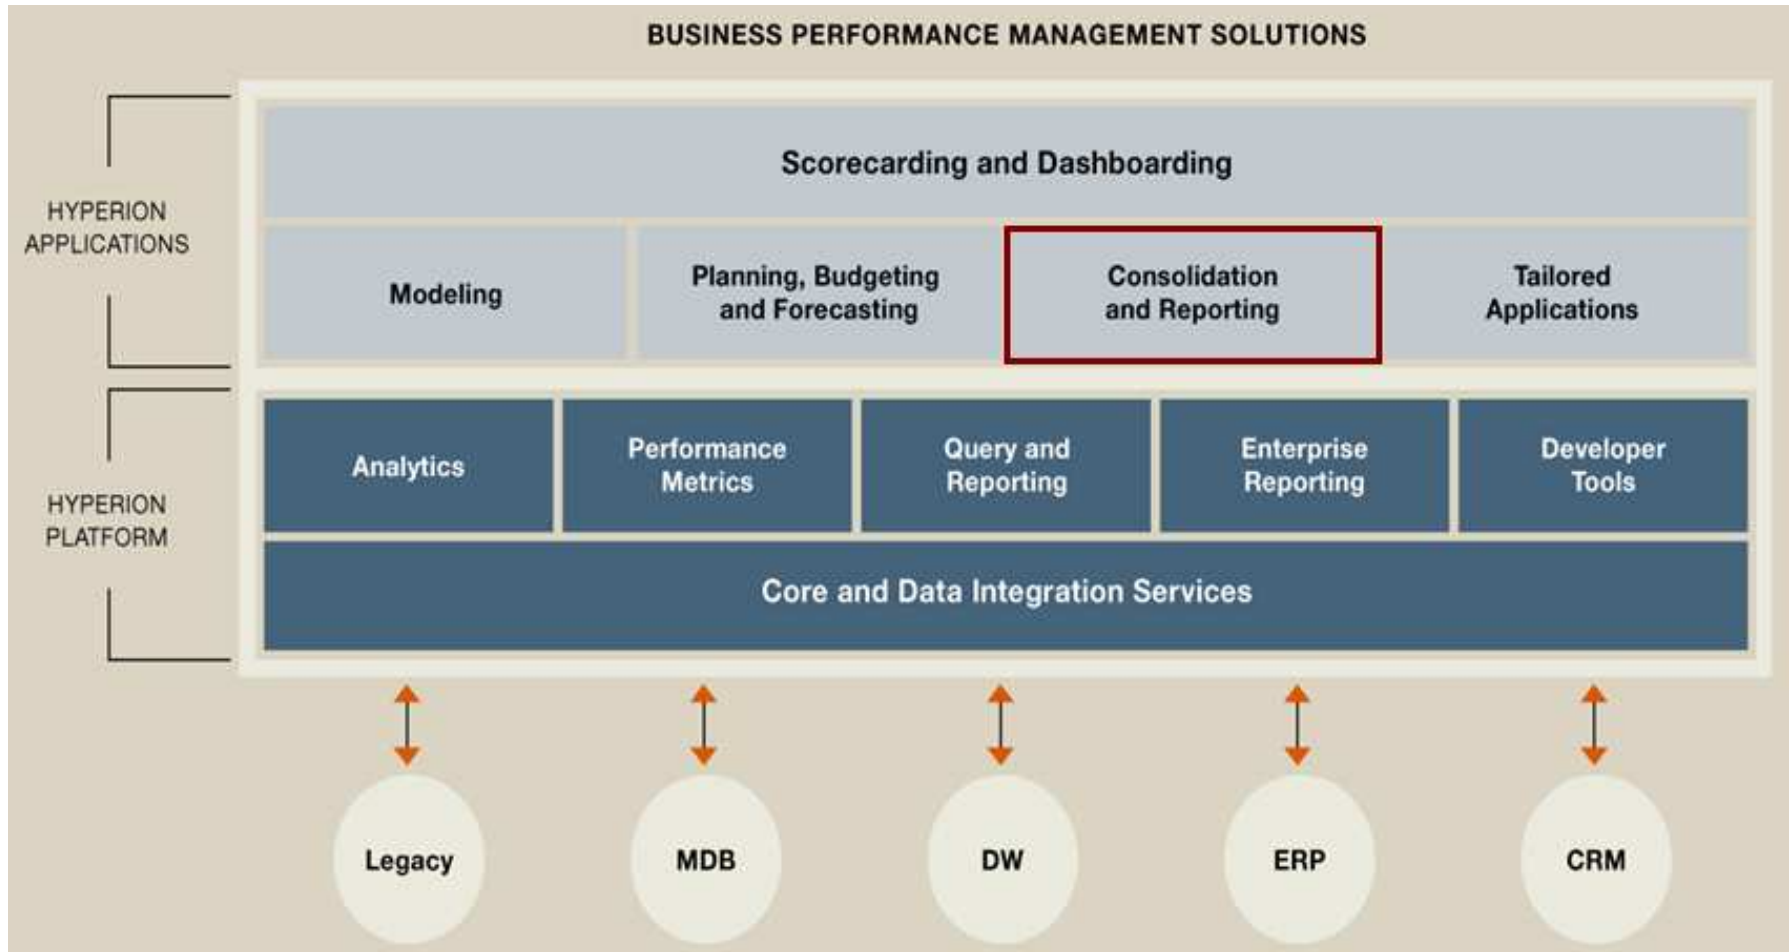 BUSINESS PERFORMANCE MANAGEMENT SOLUTIONS
HYPERION
APPLICATIONS
Scorecarding and Dashboarding
Modeling
Planning, Budgeting
and Forecasting
Consolidation
and Reporting
Tailored
Applications
HYPERION
PLATFORM
Analytics
Performance
Metrics
Query and
Reporting
Enterprise
Reporting
Developer
Tools
Core and Data Integration Services
Legacy
MDB
DW
ERP
CRM